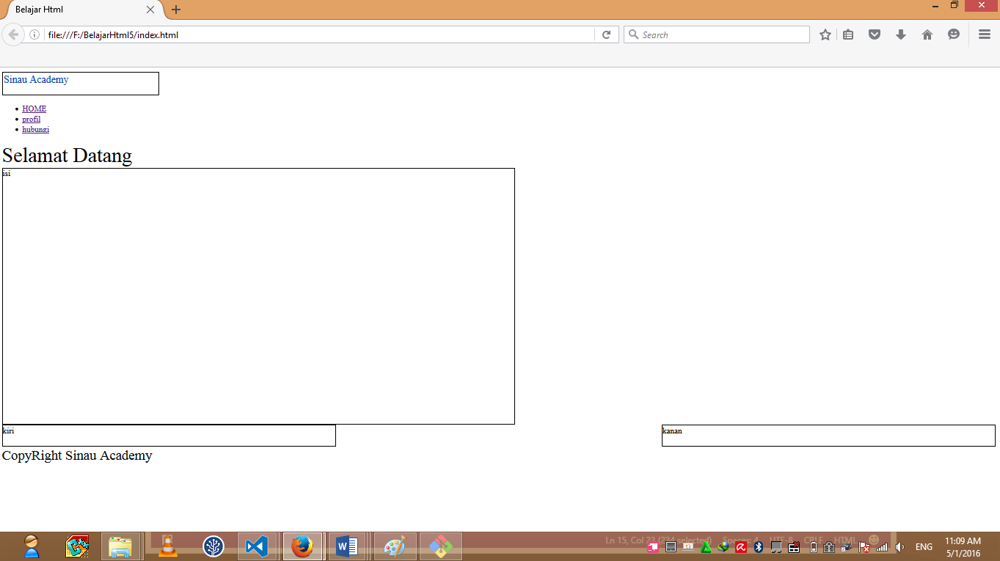 Belajar Html
file:///F:/BelajarHtml5/index.html
Search
Sinau Academy
HOME
profil
hubungi
Selamat Datang
isi
kiri
kanan
CopyRight Sinau Academy
Ln 15, Col 23 (234 selected) Spaces: 4 UTF-8 CRLF HTML
ENG
11:09 AM
5/1/2016